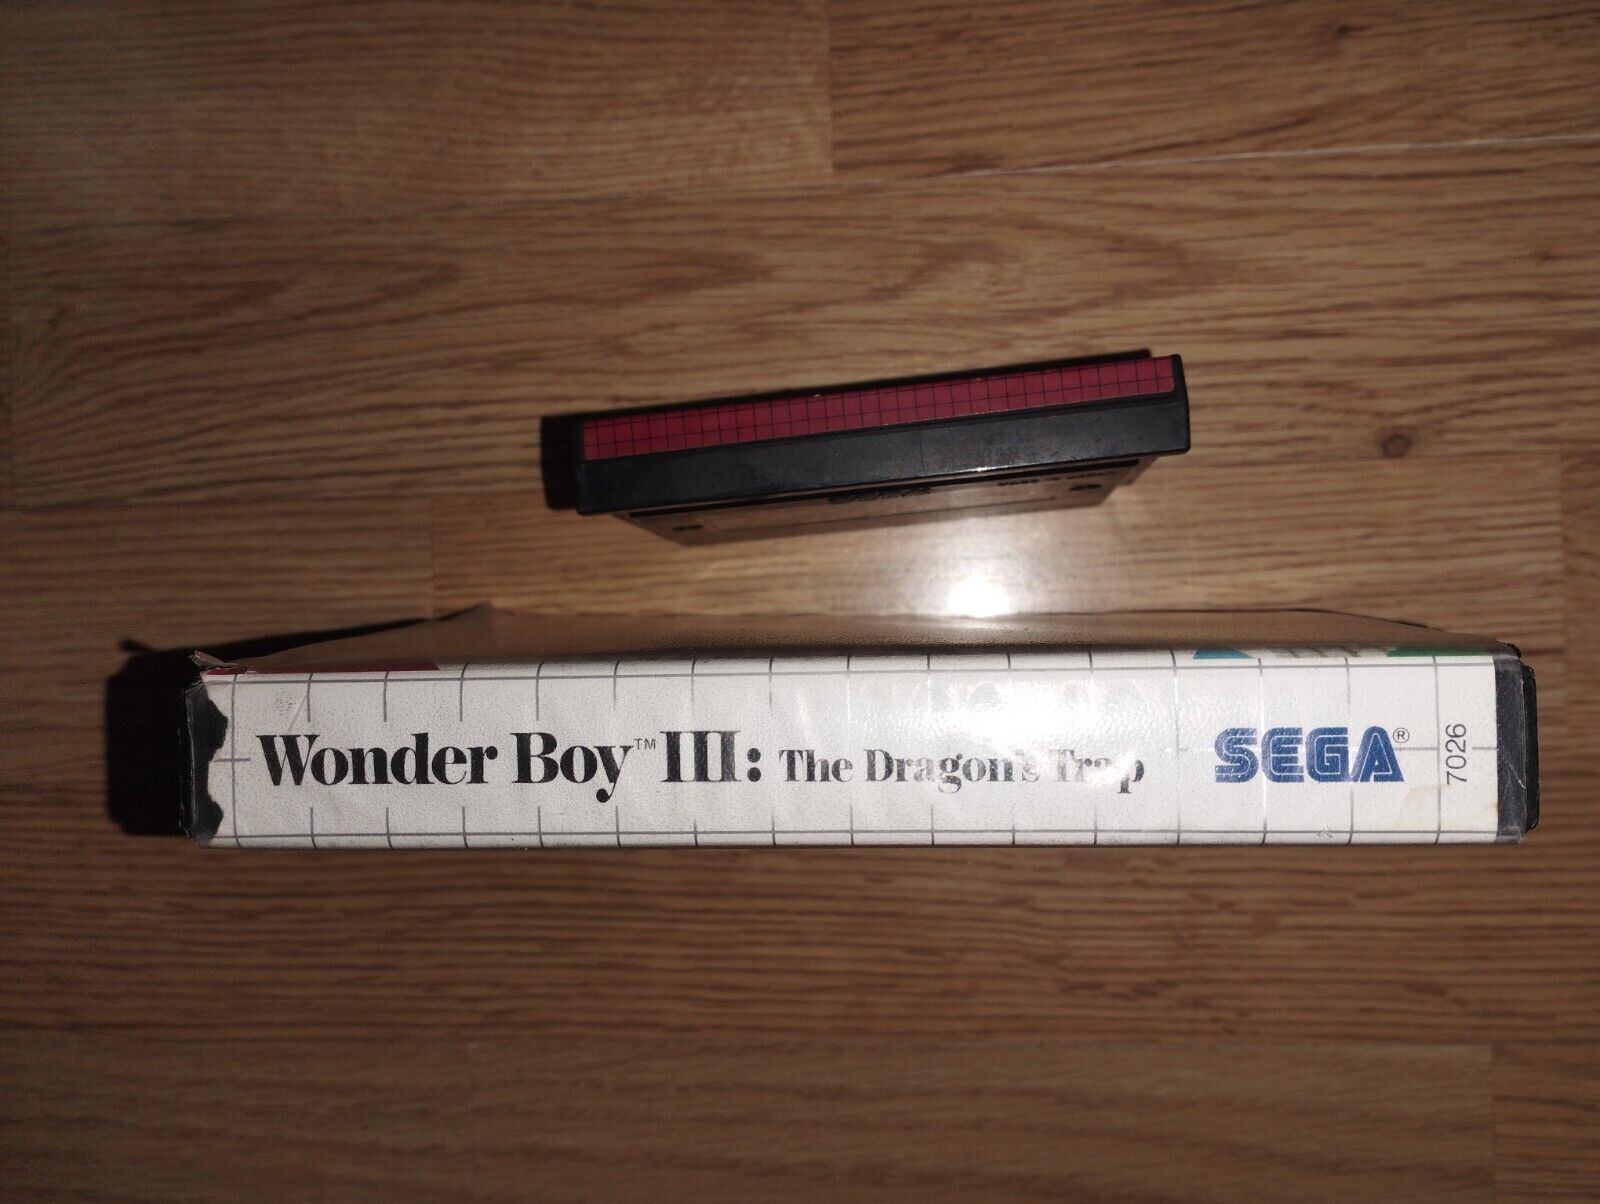 Wonder Boy™ III: The Dragon's Trap SEGA® 7026